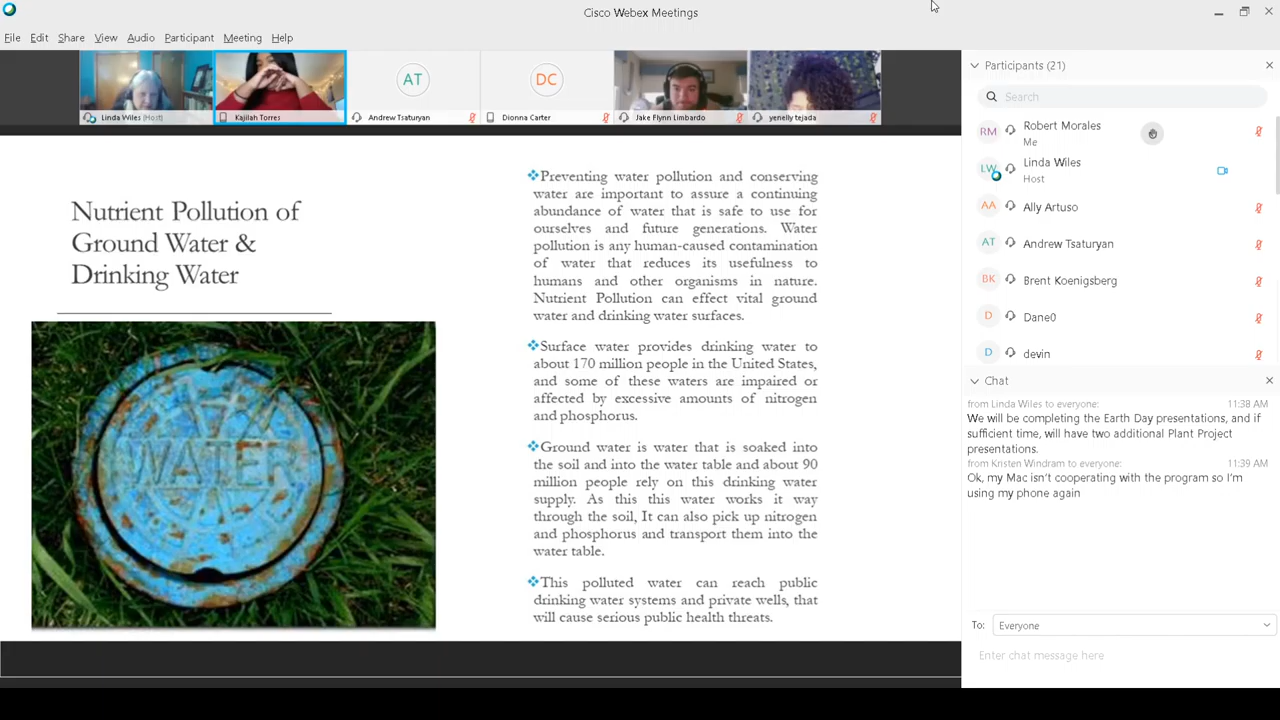 Cisco Webex Meetings
File Edit Share View Audio Participant Meeting Help
Linda Wiles (Host)
Kajilah Torres
AT
Andrew Tsaturyan
DC
Dionna Carter
Jake Flynn Limbardo
yenelly tejada
Nutrient Pollution of
Ground Water &
Drinking Water
WATER
❖Preventing water pollution and conserving
water are important to assure a continuing
abundance of water that is safe to use for
ourselves and future generations. Water
pollution is any human-caused contamination
of water that reduces its usefulness to
humans and other organisms in nature.
Nutrient Pollution can effect vital ground
water and drinking water surfaces.
❖Surface water provides drinking water to
about 170 million people in the United States,
and some of these waters are impaired or
affected by excessive amounts of nitrogen
and phosphorus.
❖Ground water is water that is soaked into
the soil and into the water table and about 90
million people rely on this drinking water
supply. As this this water works it way
through the soil, It can also pick up nitrogen
and phosphorus and transport them into the
water table.
❖This polluted water can reach public
drinking water systems and private wells, that
will cause serious public health threats.
Participants (21)
Search
RM Robert Morales
Me
LW Linda Wiles
Host
AA Ally Artuso
AT Andrew Tsaturyan
BK Brent Koenigsberg
D Dane0
D devin
Chat
from Linda Wiles to everyone: 11:38 AM
We will be completing the Earth Day presentations, and if
sufficient time, will have two additional Plant Project
presentations.
from Kristen Windram to everyone: 11:39 AM
Ok, my Mac isn't cooperating with the program so I'm
using my phone again
To: Everyone
Enter chat message here